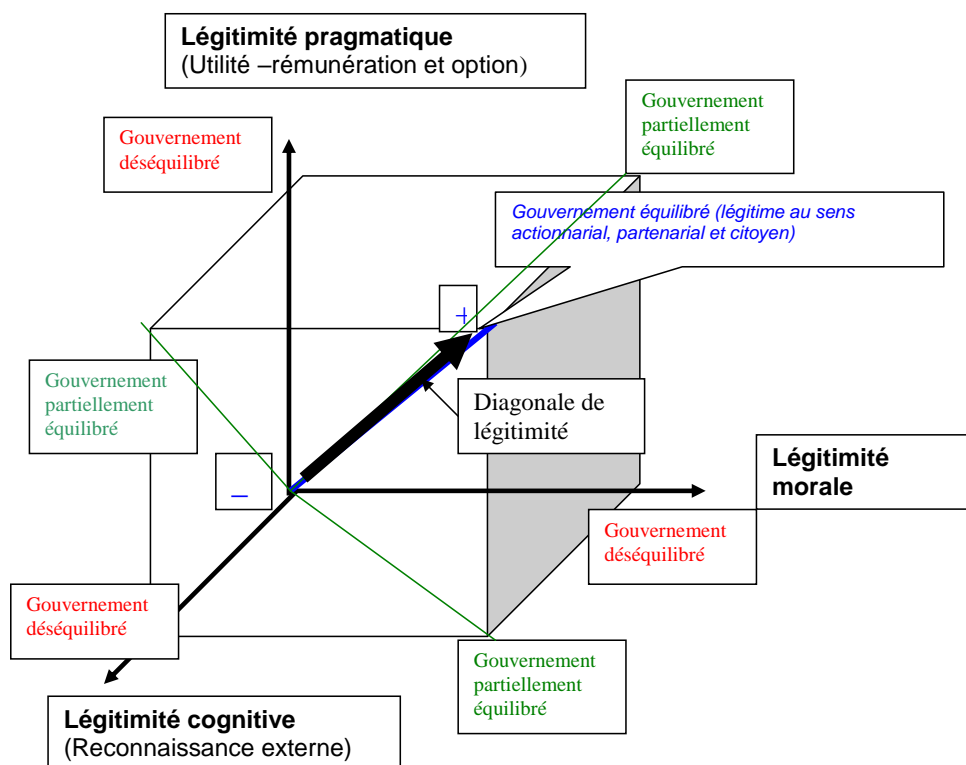 Légitimité pragmatique
(Utilité –rémunération et option)
Gouvernement
partiellement
équilibré
Gouvernement
déséquilibré
Gouvernement équilibré (légitime au sens
actionnarial, partenarial et citoyen)
+
Gouvernement
partiellement
équilibré
Diagonale de
légitimité
–
Légitimité
morale
Gouvernement
déséquilibré
Gouvernement
déséquilibré
Gouvernement
partiellement
équilibré
Légitimité cognitive
(Reconnaissance externe)